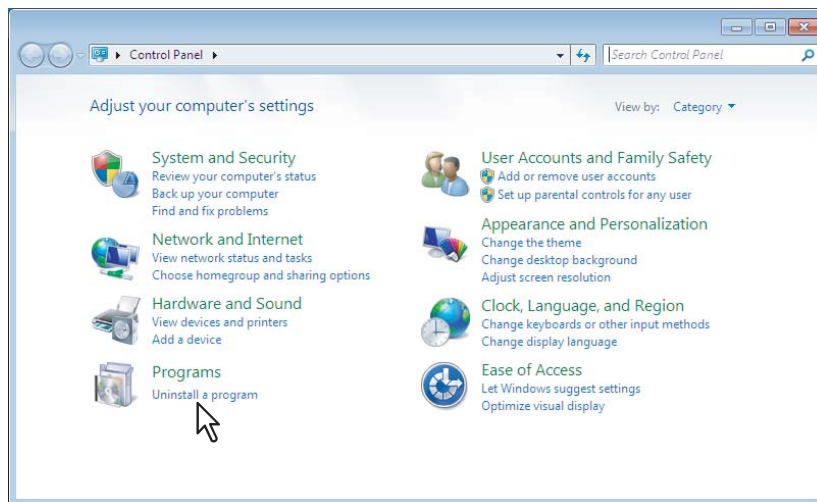 Control Panel
Search Control Panel
Adjust your computer's settings
View by: Category
System and Security
Review your computer's status
Back up your computer
Find and fix problems
Network and Internet
View network status and tasks
Choose homegroup and sharing options
Hardware and Sound
View devices and printers
Add a device
Programs
Uninstall a program
User Accounts and Family Safety
Add or remove user accounts
Set up parental controls for any user
Appearance and Personalization
Change the theme
Change desktop background
Adjust screen resolution
Clock, Language, and Region
Change keyboards or other input methods
Change display language
Ease of Access
Let Windows suggest settings
Optimize visual display